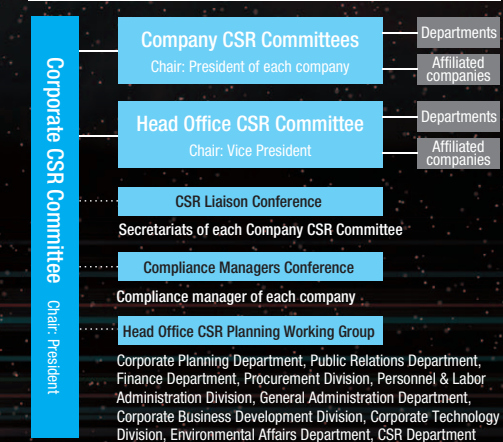 Corporate CSR Committee Chair: President
Company CSR Committees
Chair: President of each company
Departments
Affiliated
companies
Head Office CSR Committee
Chair: Vice President
Departments
Affiliated
companies
CSR Liaison Conference
Secretariats of each Company CSR Committee
Compliance Managers Conference
Compliance manager of each company
Head Office CSR Planning Working Group
Corporate Planning Department, Public Relations Department,
Finance Department, Procurement Division, Personnel & Labor
Administration Division, General Administration Department,
Corporate Business Development Division, Corporate Technology
Division, Environmental Affairs Department, CSR Department